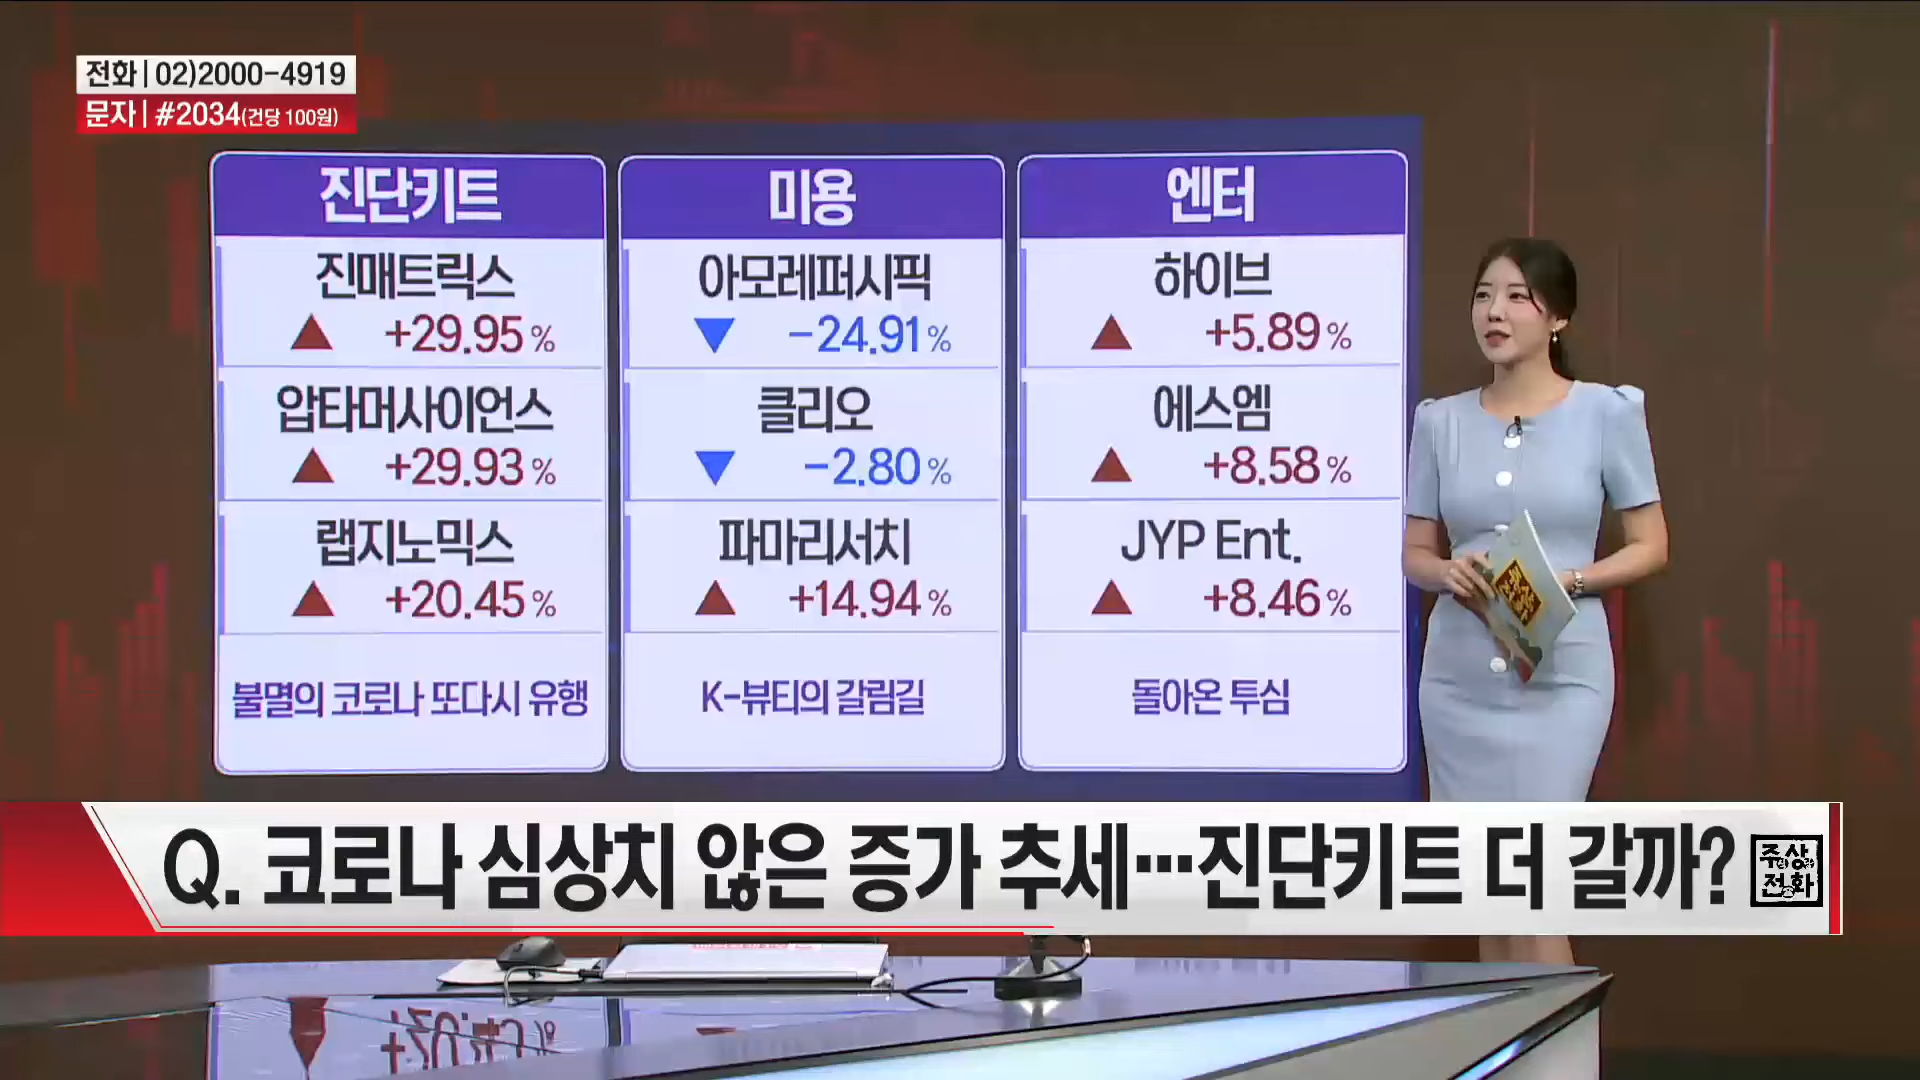 전화 | 02)2000-4919
문자 | #2034(건당 100원)
진단키트
진매트릭스
▲ +29.95%
압타머사이언스
▲ +29.93%
랩지노믹스
▲ +20.45%
불멸의 코로나 또다시 유행
미용
아모레퍼시픽
▼ -24.91%
클리오
▼ -2.80%
파마리서치
▲ +14.94%
K-뷰티의 갈림길
엔터
하이브
▲ +5.89%
에스엠
▲ +8.58%
JYP Ent.
▲ +8.46%
돌아온 투심
Q. 코로나 심상치 않은 증가 추세…진단키트 더 갈까?
주상
전화